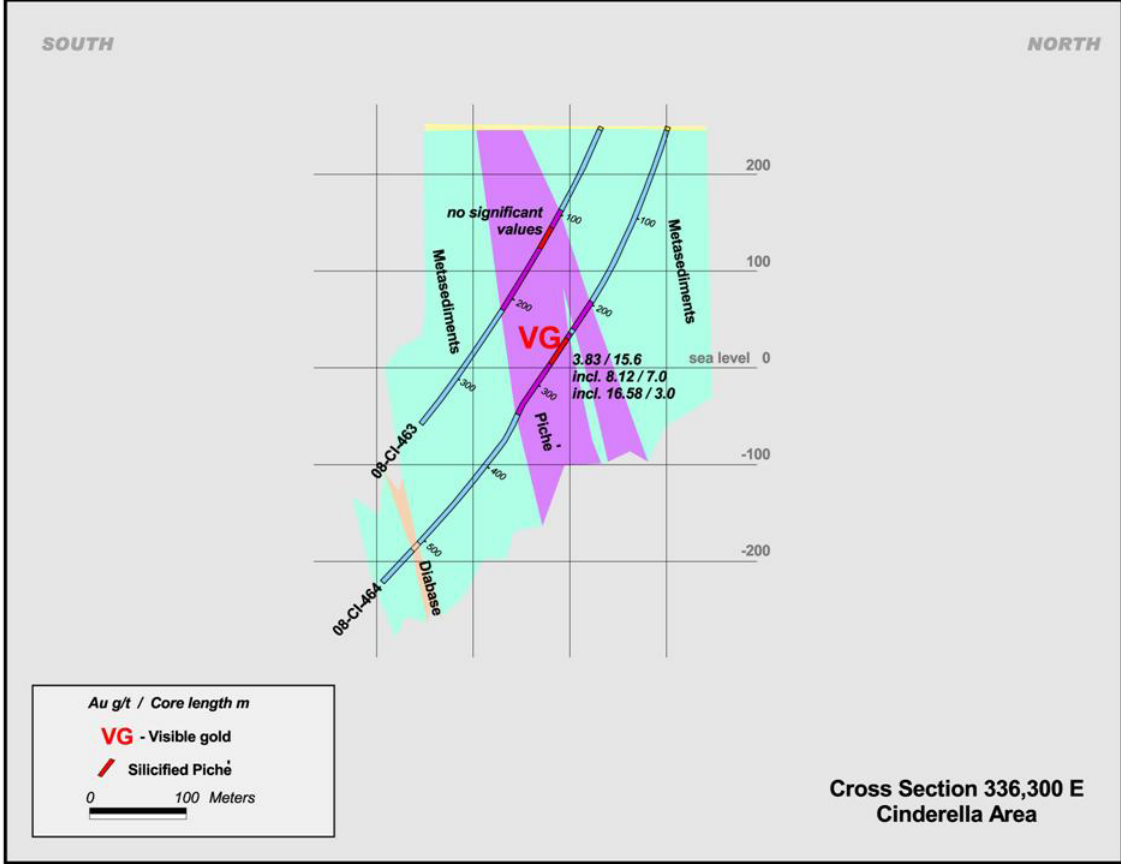 SOUTH
NORTH
200
no significant
values
100
100
Metasediments
Metasediments
100
200
200
VG
sea level 0
3.83 / 15.6
incl. 8.12 / 7.0
incl. 16.58 / 3.0
300
300
Piché
08-CI-463
-100
400
500
-200
Diabase
08-CI-464
Au g/t / Core length m
VG - Visible gold
Silicified Piché
0 100 Meters
Cross Section 336,300 E
Cinderella Area